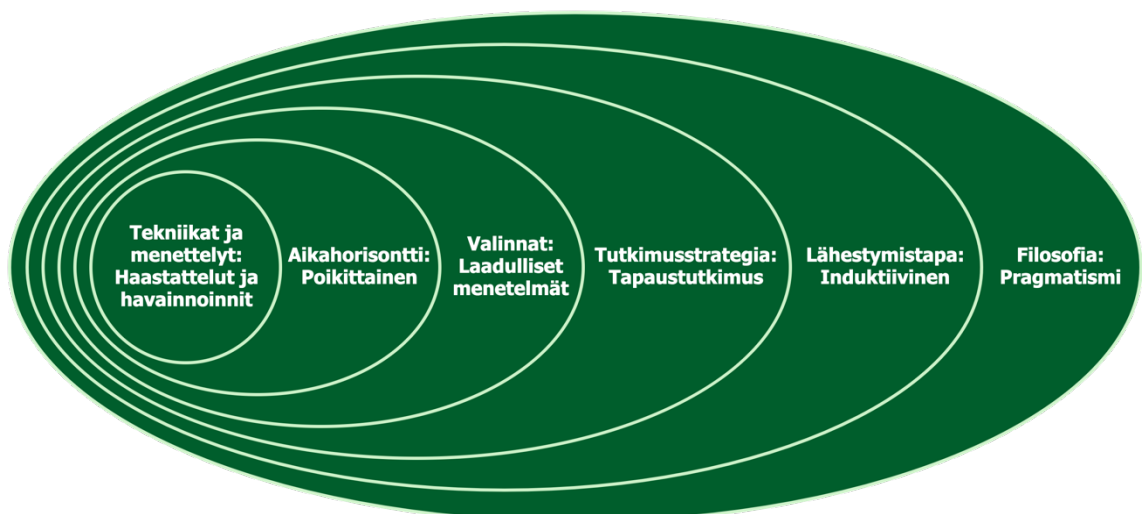 Tekniikat ja
menettelyt:
Haastattelut ja
havainnoinnit
Aikahorisontti:
Poikittainen
Valinnat:
Laadulliset
menetelmät
Tutkimusstrategia:
Tapaustutkimus
Lähestymistapa:
Induktiivinen
Filosofia:
Pragmatismi